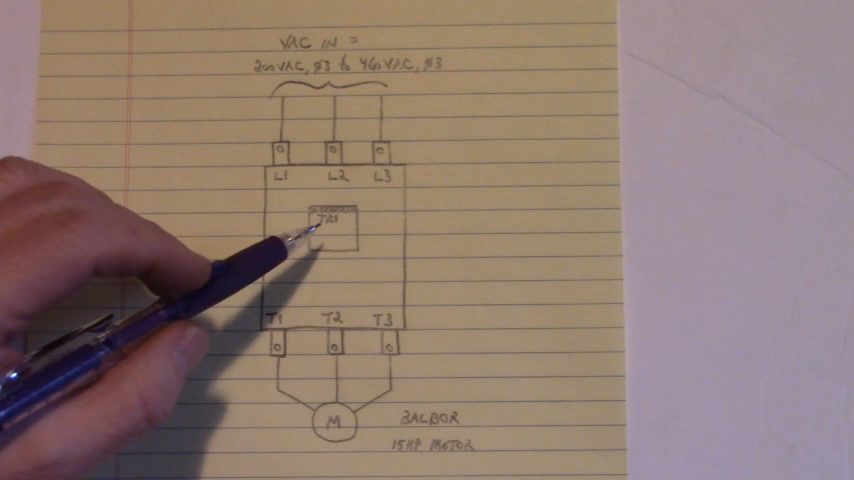 VAC IN =
200VAC, Ø3 to 460VAC, Ø3
L1 L2 L3
T1 T2 T3
M
BALDOR
15HP MOTOR